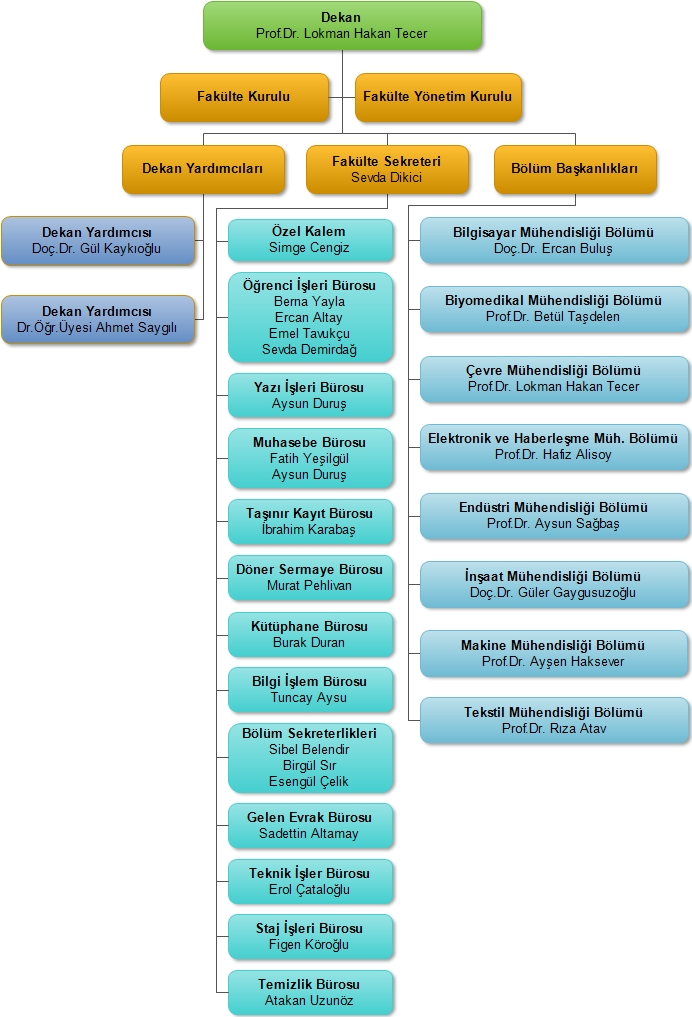 Dekan
Prof.Dr. Lokman Hakan Tecer
Fakülte Kurulu
Fakülte Yönetim Kurulu
Dekan Yardımcıları
Fakülte Sekreteri
Sevda Dikici
Bölüm Başkanlıkları
Dekan Yardımcısı
Doç.Dr. Gül Kaykıoğlu
Dekan Yardımcısı
Dr.Öğr.Üyesi Ahmet Saygılı
Özel Kalem
Simge Cengiz
Öğrenci İşleri Bürosu
Berna Yayla
Ercan Altay
Emel Tavukçu
Sevda Demirdağ
Yazı İşleri Bürosu
Aysun Duruş
Muhasebe Bürosu
Fatih Yeşilgül
Aysun Duruş
Taşınır Kayıt Bürosu
İbrahim Karabaş
Döner Sermaye Bürosu
Murat Pehlivan
Kütüphane Bürosu
Burak Duran
Bilgi İşlem Bürosu
Tuncay Aysu
Bölüm Sekreterlikleri
Sibel Belendir
Birgül Sır
Esengül Çelik
Gelen Evrak Bürosu
Sadettin Altamay
Teknik İşler Bürosu
Erol Çataloğlu
Staj İşleri Bürosu
Figen Köroğlu
Temizlik Bürosu
Atakan Uzunöz
Bilgisayar Mühendisliği Bölümü
Doç.Dr. Ercan Buluş
Biyomedikal Mühendisliği Bölümü
Prof.Dr. Betül Taşdelen
Çevre Mühendisliği Bölümü
Prof.Dr. Lokman Hakan Tecer
Elektronik ve Haberleşme Müh. Bölümü
Prof.Dr. Hafiz Alisoy
Endüstri Mühendisliği Bölümü
Prof.Dr. Aysun Sağbaş
İnşaat Mühendisliği Bölümü
Doç.Dr. Güler Gaygusuzoğlu
Makine Mühendisliği Bölümü
Prof.Dr. Ayşen Haksever
Tekstil Mühendisliği Bölümü
Prof.Dr. Rıza Atav